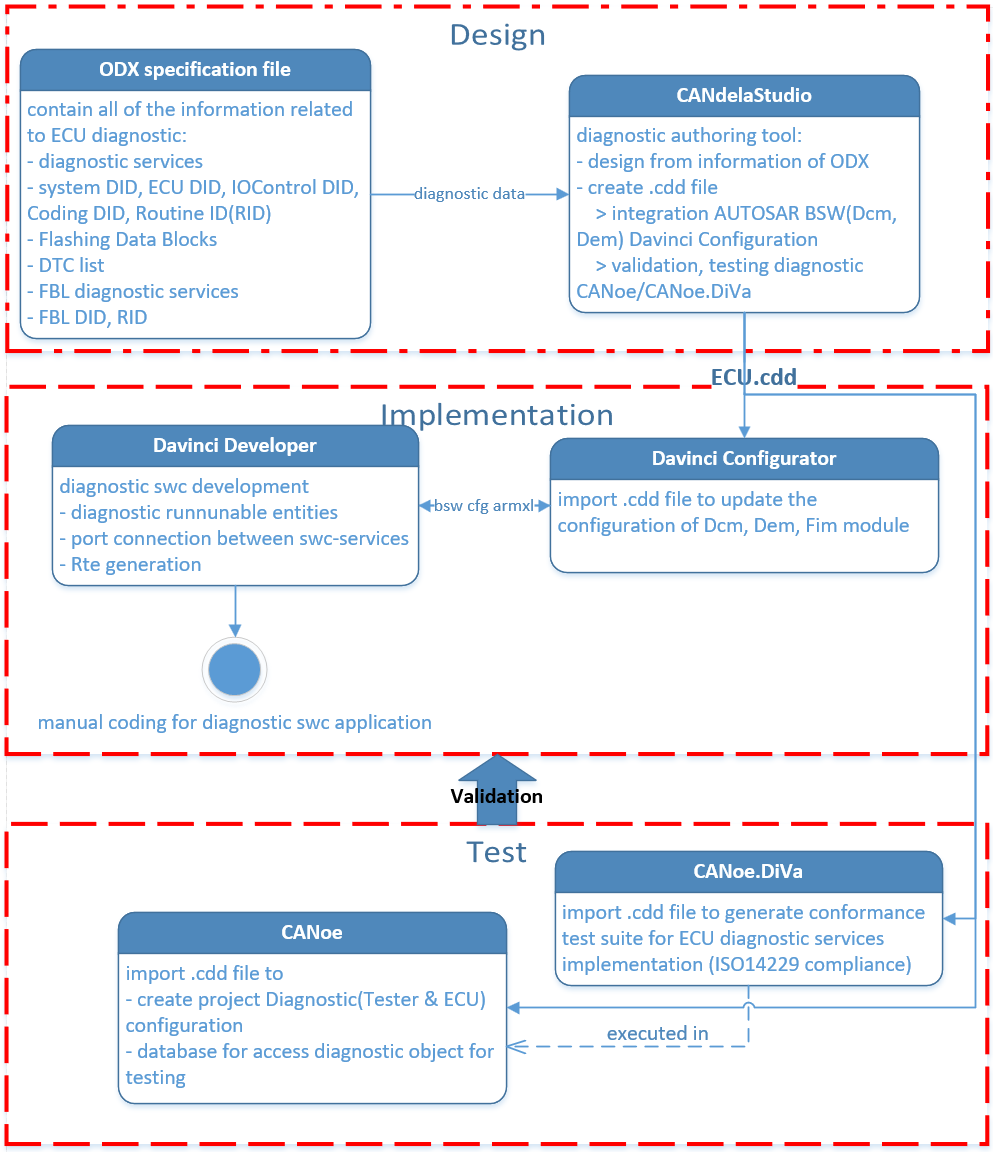 Design
ODX specification file
contain all of the information related
to ECU diagnostic:
- diagnostic services
- system DID, ECU DID, IOControl DID,
Coding DID, Routine ID(RID)
- Flashing Data Blocks
- DTC list
- FBL diagnostic services
- FBL DID, RID
diagnostic data
CANdelaStudio
diagnostic authoring tool:
- design from information of ODX
- create .cdd file
> integration AUTOSAR BSW(Dcm,
Dem) Davinci Configuration
> validation, testing diagnostic
CANoe/CANoe.DiVa
ECU.cdd
Implementation
Davinci Developer
diagnostic swc development
- diagnostic runnunable entities
- port connection between swc-services
- Rte generation
bsw cfg armxl
Davinci Configurator
import .cdd file to update the
configuration of Dcm, Dem, Fim module
manual coding for diagnostic swc application
Validation
Test
CANoe.DiVa
import .cdd file to generate conformance
test suite for ECU diagnostic services
implementation (ISO14229 compliance)
CANoe
import .cdd file to
- create project Diagnostic(Tester & ECU)
configuration
- database for access diagnostic object for
testing
executed in